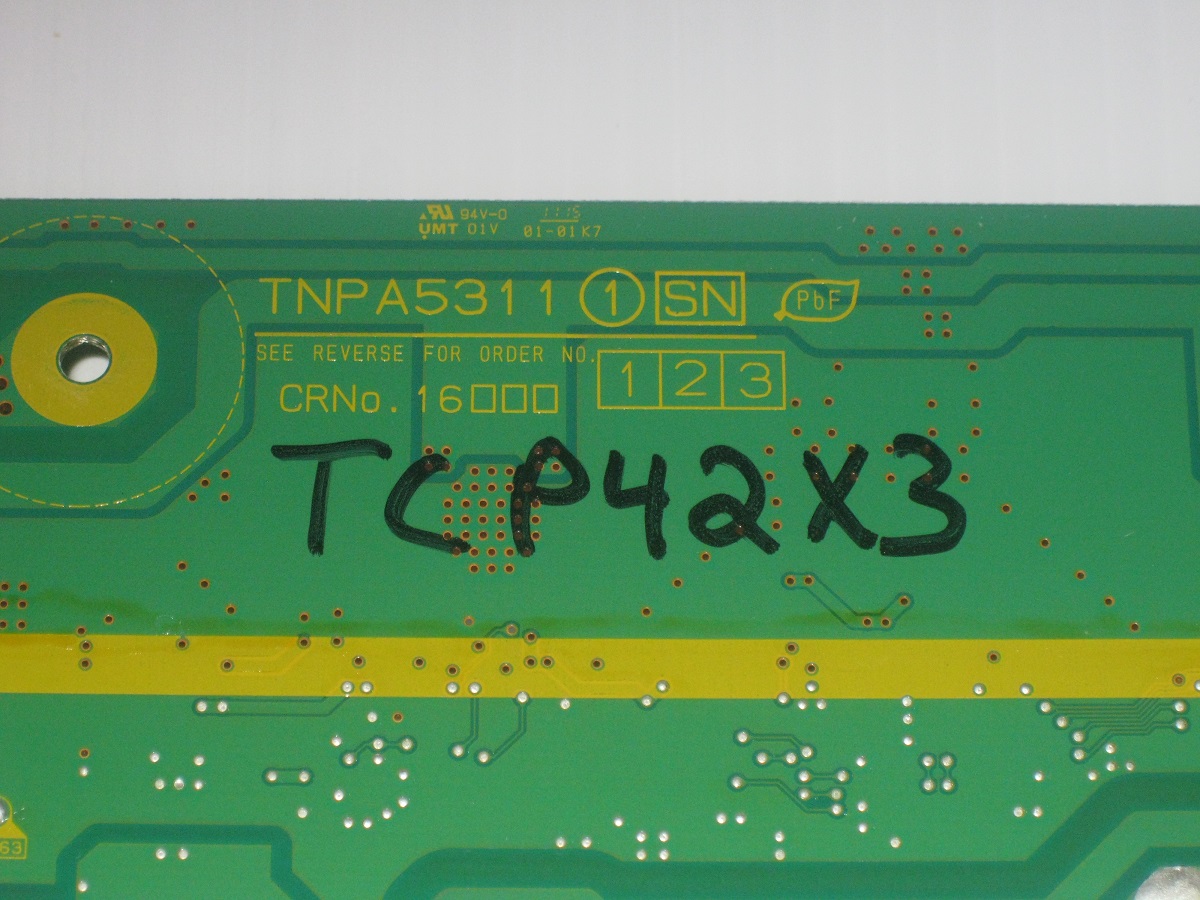 94V-0 1115
UMT 01V 01-01K7
TNPA5311 1 SN PbF
SEE REVERSE FOR ORDER NO.
1 2 3
CRNo. 16□□□
TCP42X3
63